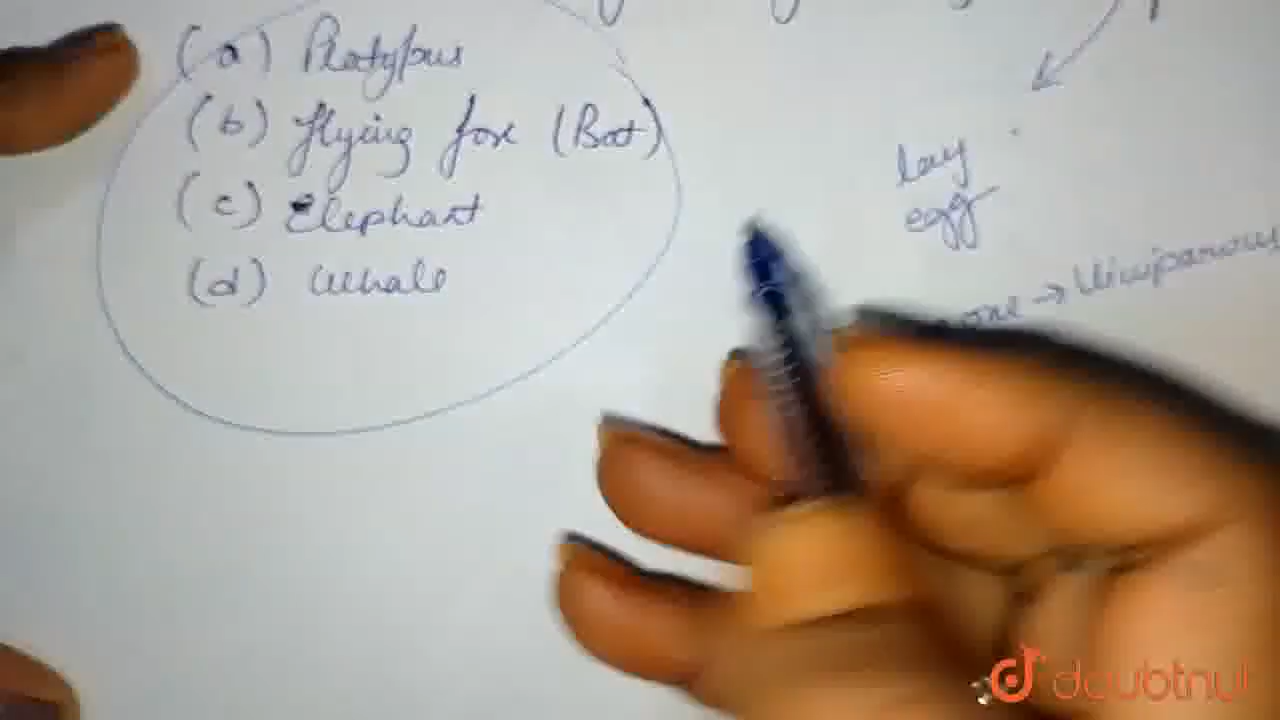 (a) Platypus
(b) flying fox (Bat)
(c) Elephant
(d) Whale
lay
egg
→ Viviparous
doubtnut